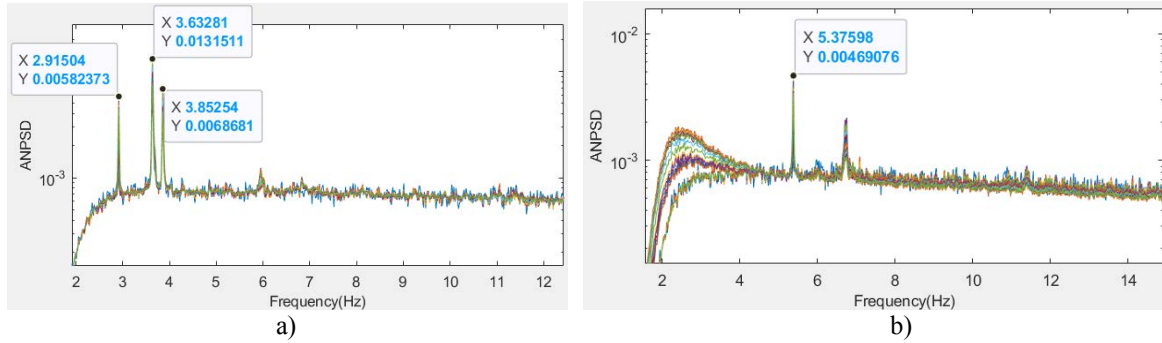 X 3.63281
Y 0.0131511
X 2.91504
Y 0.00582373
X 3.85254
Y 0.0068681
ANPSD
10⁻³
2 3 4 5 6 7 8 9 10 11 12
Frequency(Hz)
a)
10⁻²
X 5.37598
Y 0.00469076
ANPSD
10⁻³
2 4 6 8 10 12 14
Frequency(Hz)
b)